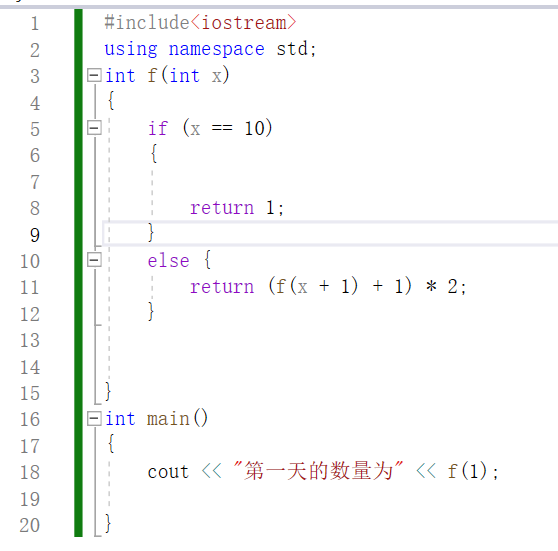 1 #include<iostream>
2 using namespace std;
3 int f(int x)
4 {
5 if (x == 10)
6 {
7
8 return 1;
9 }
10 else {
11 return (f(x + 1) + 1) * 2;
12 }
13
14
15 }
16 int main()
17 {
18 cout << "第一天的数量为" << f(1);
19
20 }